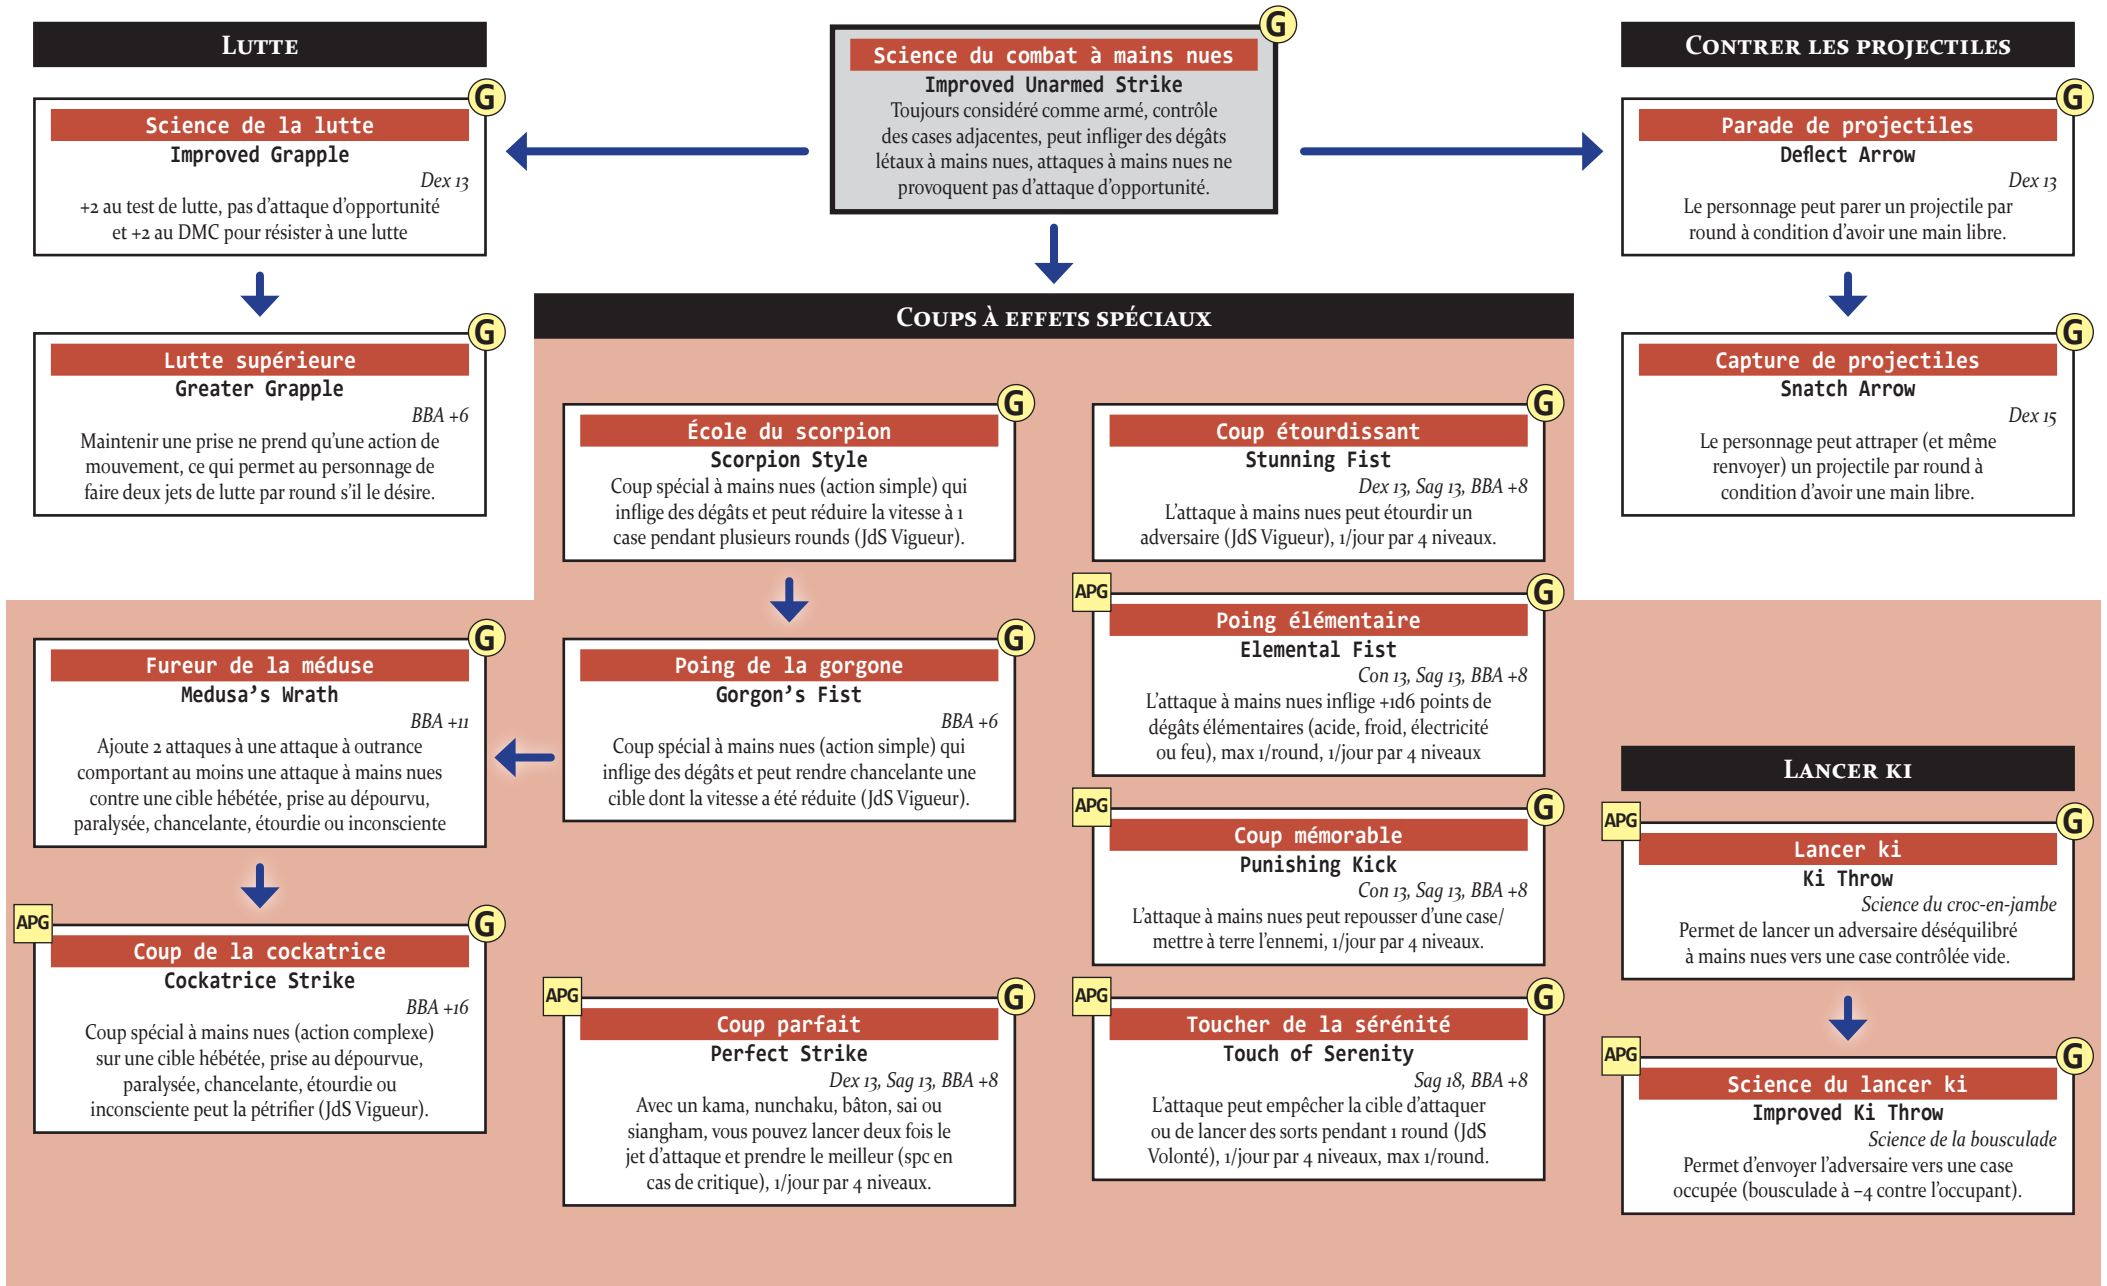 LUTTE
G
Science de la lutte
Improved Grapple
Dex 13
+2 au test de lutte, pas d'attaque d'opportunité
et +2 au DMC pour résister à une lutte
G
Lutte supérieure
Greater Grapple
BBA +6
Maintenir une prise ne prend qu'une action de
mouvement, ce qui permet au personnage de
faire deux jets de lutte par round s'il le désire.
G
Science du combat à mains nues
Improved Unarmed Strike
Toujours considéré comme armé, contrôle
des cases adjacentes, peut infliger des dégâts
létaux à mains nues, attaques à mains nues ne
provoquent pas d'attaque d'opportunité.
CONTRER LES PROJECTILES
G
Parade de projectiles
Deflect Arrow
Dex 13
Le personnage peut parer un projectile par
round à condition d'avoir une main libre.
G
Capture de projectiles
Snatch Arrow
Dex 15
Le personnage peut attraper (et même
renvoyer) un projectile par round à
condition d'avoir une main libre.
COUPS À EFFETS SPÉCIAUX
G
École du scorpion
Scorpion Style
Coup spécial à mains nues (action simple) qui
inflige des dégâts et peut réduire la vitesse à 1
case pendant plusieurs rounds (JdS Vigueur).
G
Poing de la gorgone
Gorgon's Fist
BBA +6
Coup spécial à mains nues (action simple) qui
inflige des dégâts et peut rendre chancelante une
cible dont la vitesse a été réduite (JdS Vigueur).
G
Fureur de la méduse
Medusa's Wrath
BBA +11
Ajoute 2 attaques à une attaque à outrance
comportant au moins une attaque à mains nues
contre une cible hébétée, prise au dépourvu,
paralysée, chancelante, étourdie ou inconsciente
APG
G
Coup de la cockatrice
Cockatrice Strike
BBA +16
Coup spécial à mains nues (action complexe)
sur une cible hébétée, prise au dépourvue,
paralysée, chancelante, étourdie ou
inconsciente peut la pétrifier (JdS Vigueur).
APG
G
Coup parfait
Perfect Strike
Dex 13, Sag 13, BBA +8
Avec un kama, nunchaku, bâton, sai ou
siangham, vous pouvez lancer deux fois le
jet d'attaque et prendre le meilleur (spc en
cas de critique), 1/jour par 4 niveaux.
G
Coup étourdissant
Stunning Fist
Dex 13, Sag 13, BBA +8
L'attaque à mains nues peut étourdir un
adversaire (JdS Vigueur), 1/jour par 4 niveaux.
APG
G
Poing élémentaire
Elemental Fist
Con 13, Sag 13, BBA +8
L'attaque à mains nues inflige +1d6 points de
dégâts élémentaires (acide, froid, électricité
ou feu), max 1/round, 1/jour par 4 niveaux
APG
G
Coup mémorable
Punishing Kick
Con 13, Sag 13, BBA +8
L'attaque à mains nues peut repousser d'une case/
mettre à terre l'ennemi, 1/jour par 4 niveaux.
APG
G
Toucher de la sérénité
Touch of Serenity
Sag 18, BBA +8
L'attaque peut empêcher la cible d'attaquer
ou de lancer des sorts pendant 1 round (JdS
Volonté), 1/jour par 4 niveaux, max 1/round.
LANCER KI
APG
G
Lancer ki
Ki Throw
Science du croc-en-jambe
Permet de lancer un adversaire déséquilibré
à mains nues vers une case contrôlée vide.
APG
G
Science du lancer ki
Improved Ki Throw
Science de la bousculade
Permet d'envoyer l'adversaire vers une case
occupée (bousculade à –4 contre l'occupant).